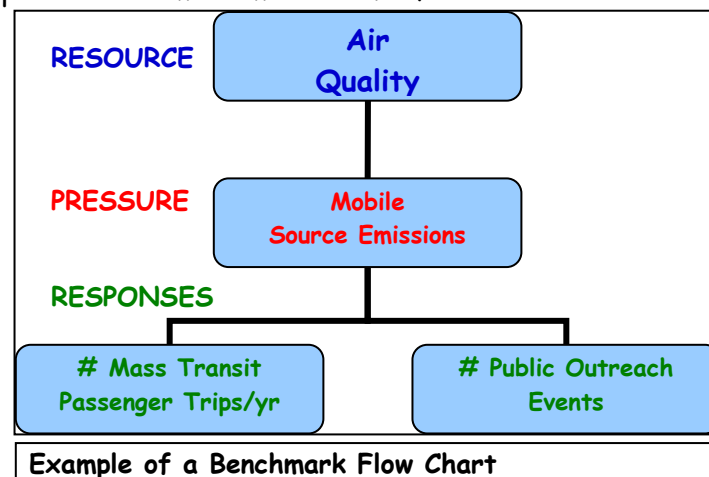 RESOURCE
Air
Quality
PRESSURE
Mobile
Source Emissions
RESPONSES
# Mass Transit
Passenger Trips/yr
# Public Outreach
Events
Example of a Benchmark Flow Chart